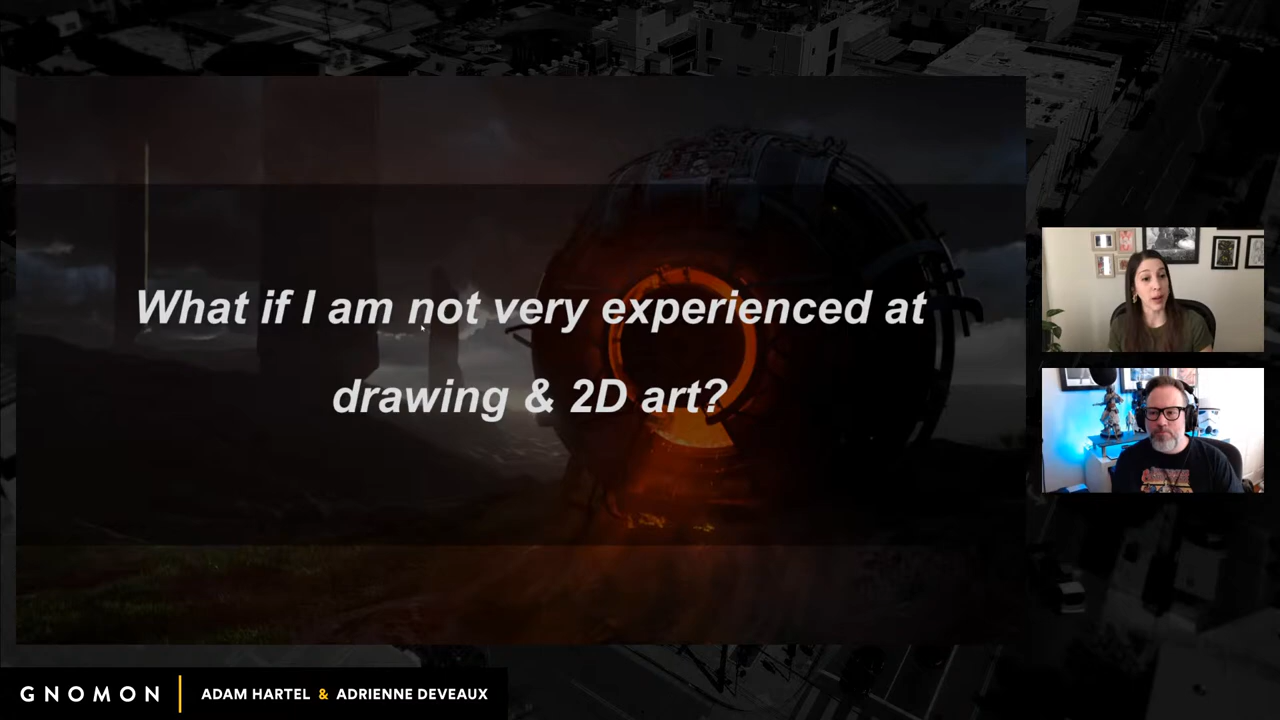 What if I am not very experienced at
drawing & 2D art?
GNOMON
ADAM HARTEL & ADRIENNE DEVEAUX